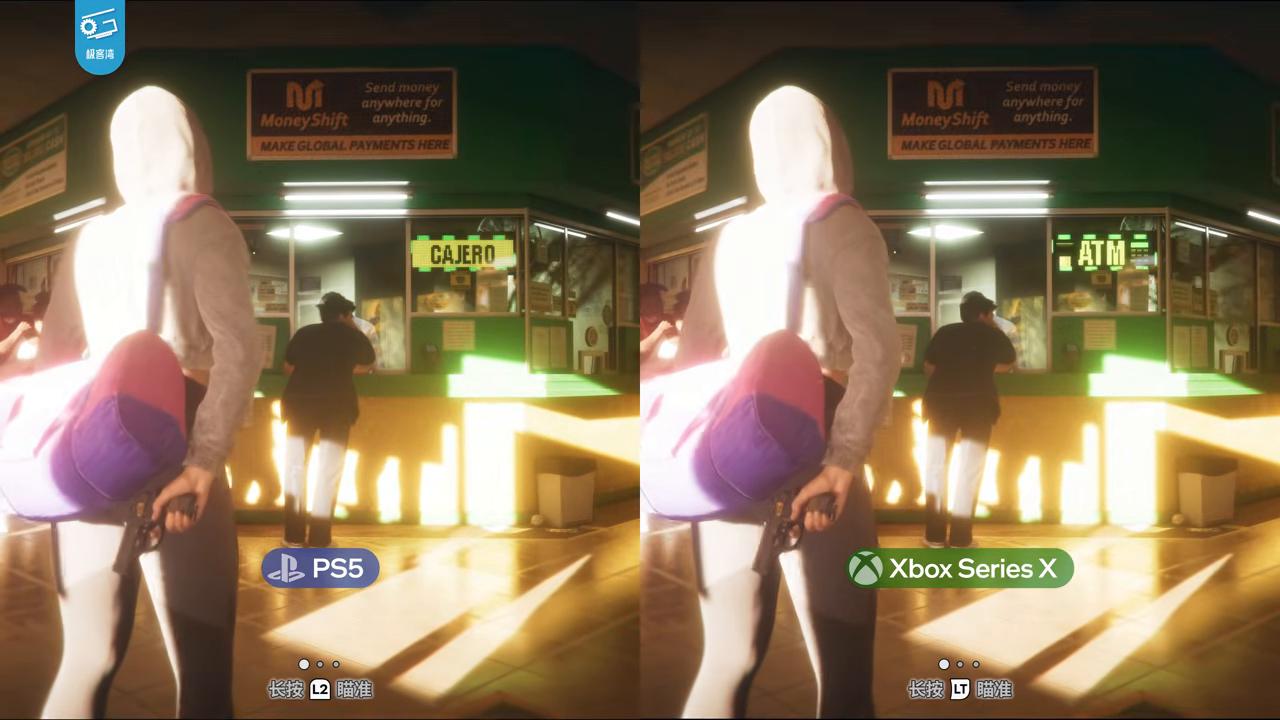 极客湾
MoneyShift
Send money
anywhere for
anything.
MAKE GLOBAL PAYMENTS HERE
CAJERO
PS5
长按 L2 瞄准
MoneyShift
Send money
anywhere for
anything.
MAKE GLOBAL PAYMENTS HERE
ATM
Xbox Series X
长按 LT 瞄准